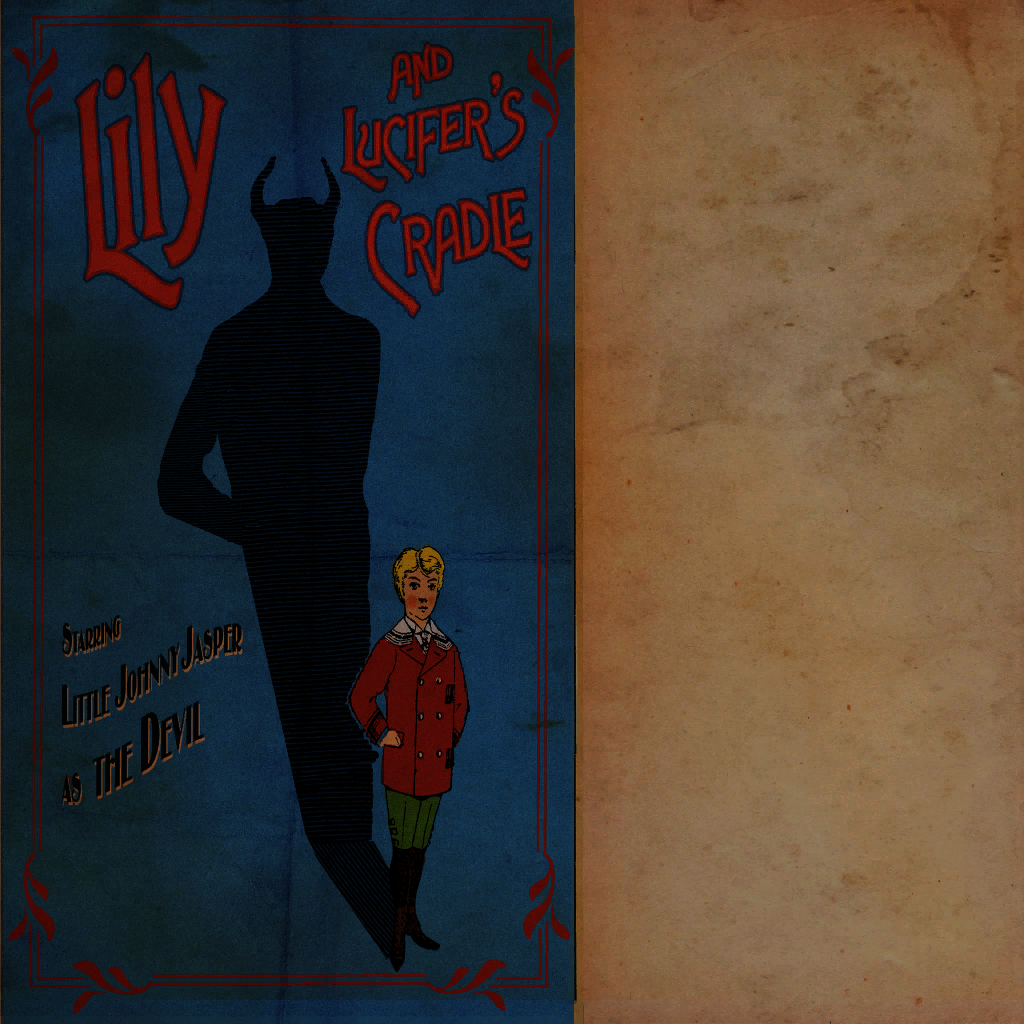 Lily
AND
LUCIFER'S
CRADLE
STARRING
LITTLE JOHNNY JASPER
AS THE DEVIL